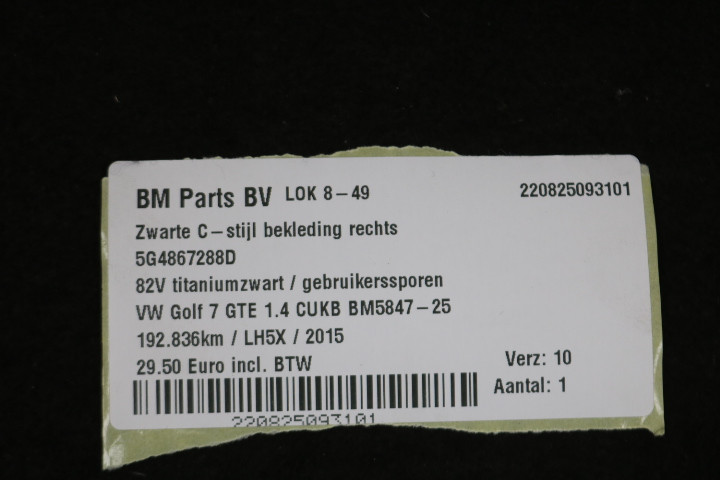 BM Parts BV LOK 8-49 220825093101
Zwarte C-stijl bekleding rechts
5G4867288D
82V titaniumzwart / gebruikerssporen
VW Golf 7 GTE 1.4 CUKB BM5847-25
192.836km / LH5X / 2015
29.50 Euro incl. BTW Verz: 10
Aantal: 1
220825093101